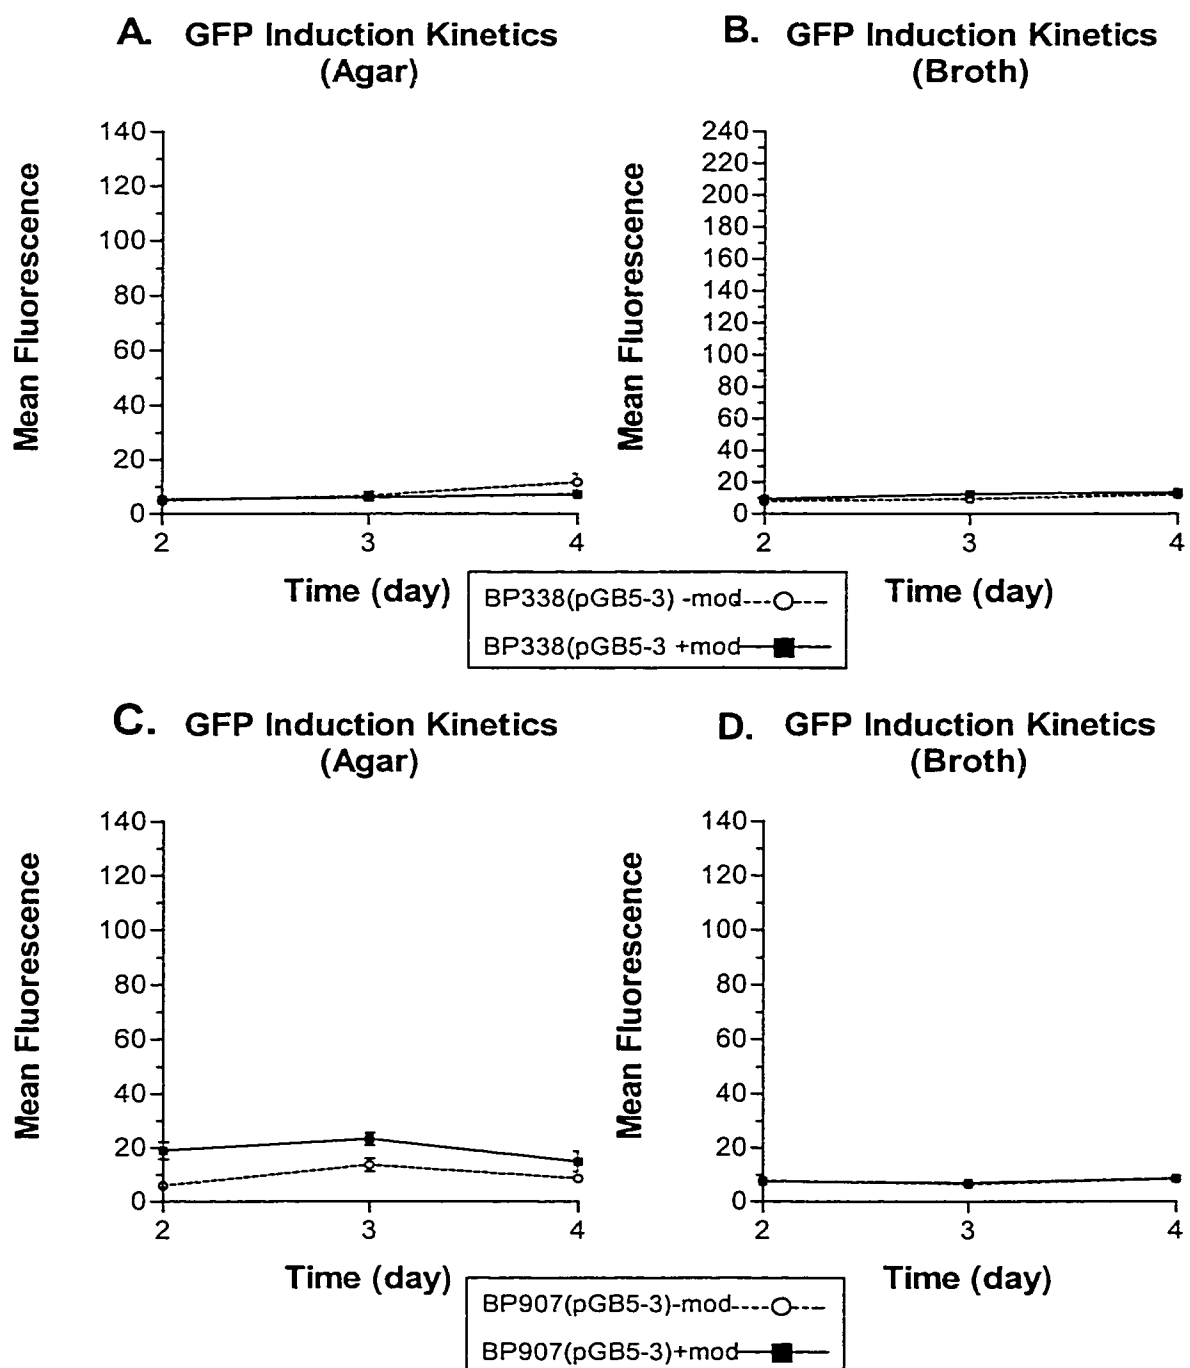 A. GFP Induction Kinetics
(Agar)
Mean Fluorescence
140
120
100
80
60
40
20
0
2 3 4
Time (day)
B. GFP Induction Kinetics
(Broth)
Mean Fluorescence
240
220
200
180
160
140
120
100
80
60
40
20
0
2 3 4
Time (day)
BP338(pGB5-3) -mod
BP338(pGB5-3 +mod
C. GFP Induction Kinetics
(Agar)
Mean Fluorescence
140
120
100
80
60
40
20
0
2 3 4
Time (day)
D. GFP Induction Kinetics
(Broth)
Mean Fluorescence
140
120
100
80
60
40
20
0
2 3 4
Time (day)
BP907(pGB5-3)-mod
BP907(pGB5-3)+mod